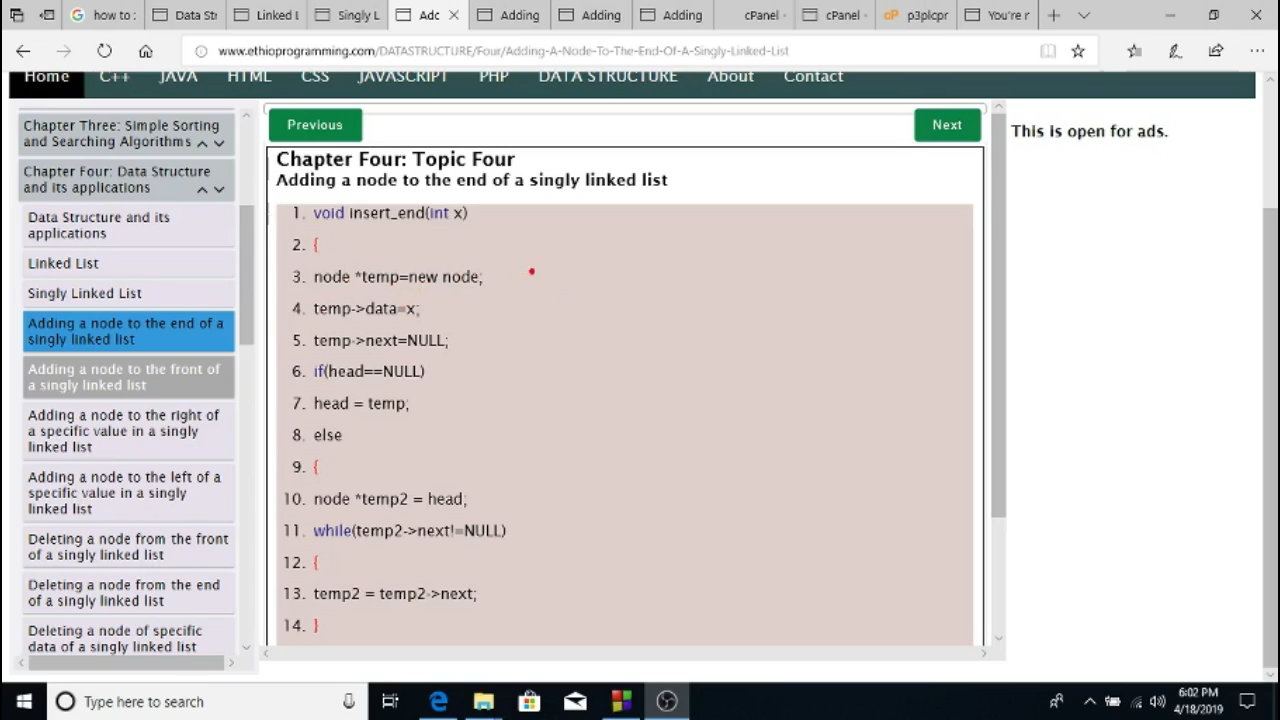 how to :
Data Str
Linked L
Singly L
Adc
Adding
Adding
Adding
cPanel -
cPanel -
cP p3plcpr
You're r
www.ethioprogramming.com/DATASTRUCTURE/Four/Adding-A-Node-To-The-End-Of-A-Singly-Linked-List
Home C++ JAVA HTML CSS JAVASCRIPT PHP DATA STRUCTURE About Contact
Chapter Three: Simple Sorting
and Searching Algorithms
Chapter Four: Data Structure
and its applications
Data Structure and its
applications
Linked List
Singly Linked List
Adding a node to the end of a
singly linked list
Adding a node to the front of
a singly linked list
Adding a node to the right of
a specific value in a singly
linked list
Adding a node to the left of a
specific value in a singly
linked list
Deleting a node from the front
of a singly linked list
Deleting a node from the end
of a singly linked list
Deleting a node of specific
data of a singly linked list
Previous
Next
Chapter Four: Topic Four
Adding a node to the end of a singly linked list
1. void insert_end(int x)
2. {
3. node *temp=new node;
4. temp->data=x;
5. temp->next=NULL;
6. if(head==NULL)
7. head = temp;
8. else
9. {
10. node *temp2 = head;
11. while(temp2->next!=NULL)
12. {
13. temp2 = temp2->next;
14. }
This is open for ads.
Type here to search
6:02 PM
4/18/2019